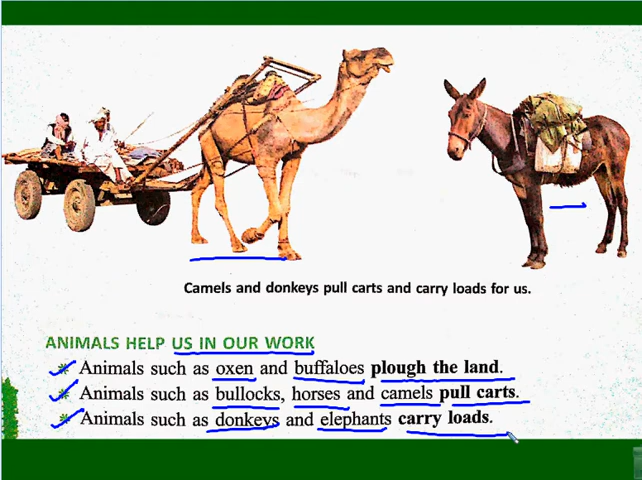 Camels and donkeys pull carts and carry loads for us.
ANIMALS HELP US IN OUR WORK
* Animals such as oxen and buffaloes plough the land.
* Animals such as bullocks, horses and camels pull carts.
* Animals such as donkeys and elephants carry loads.